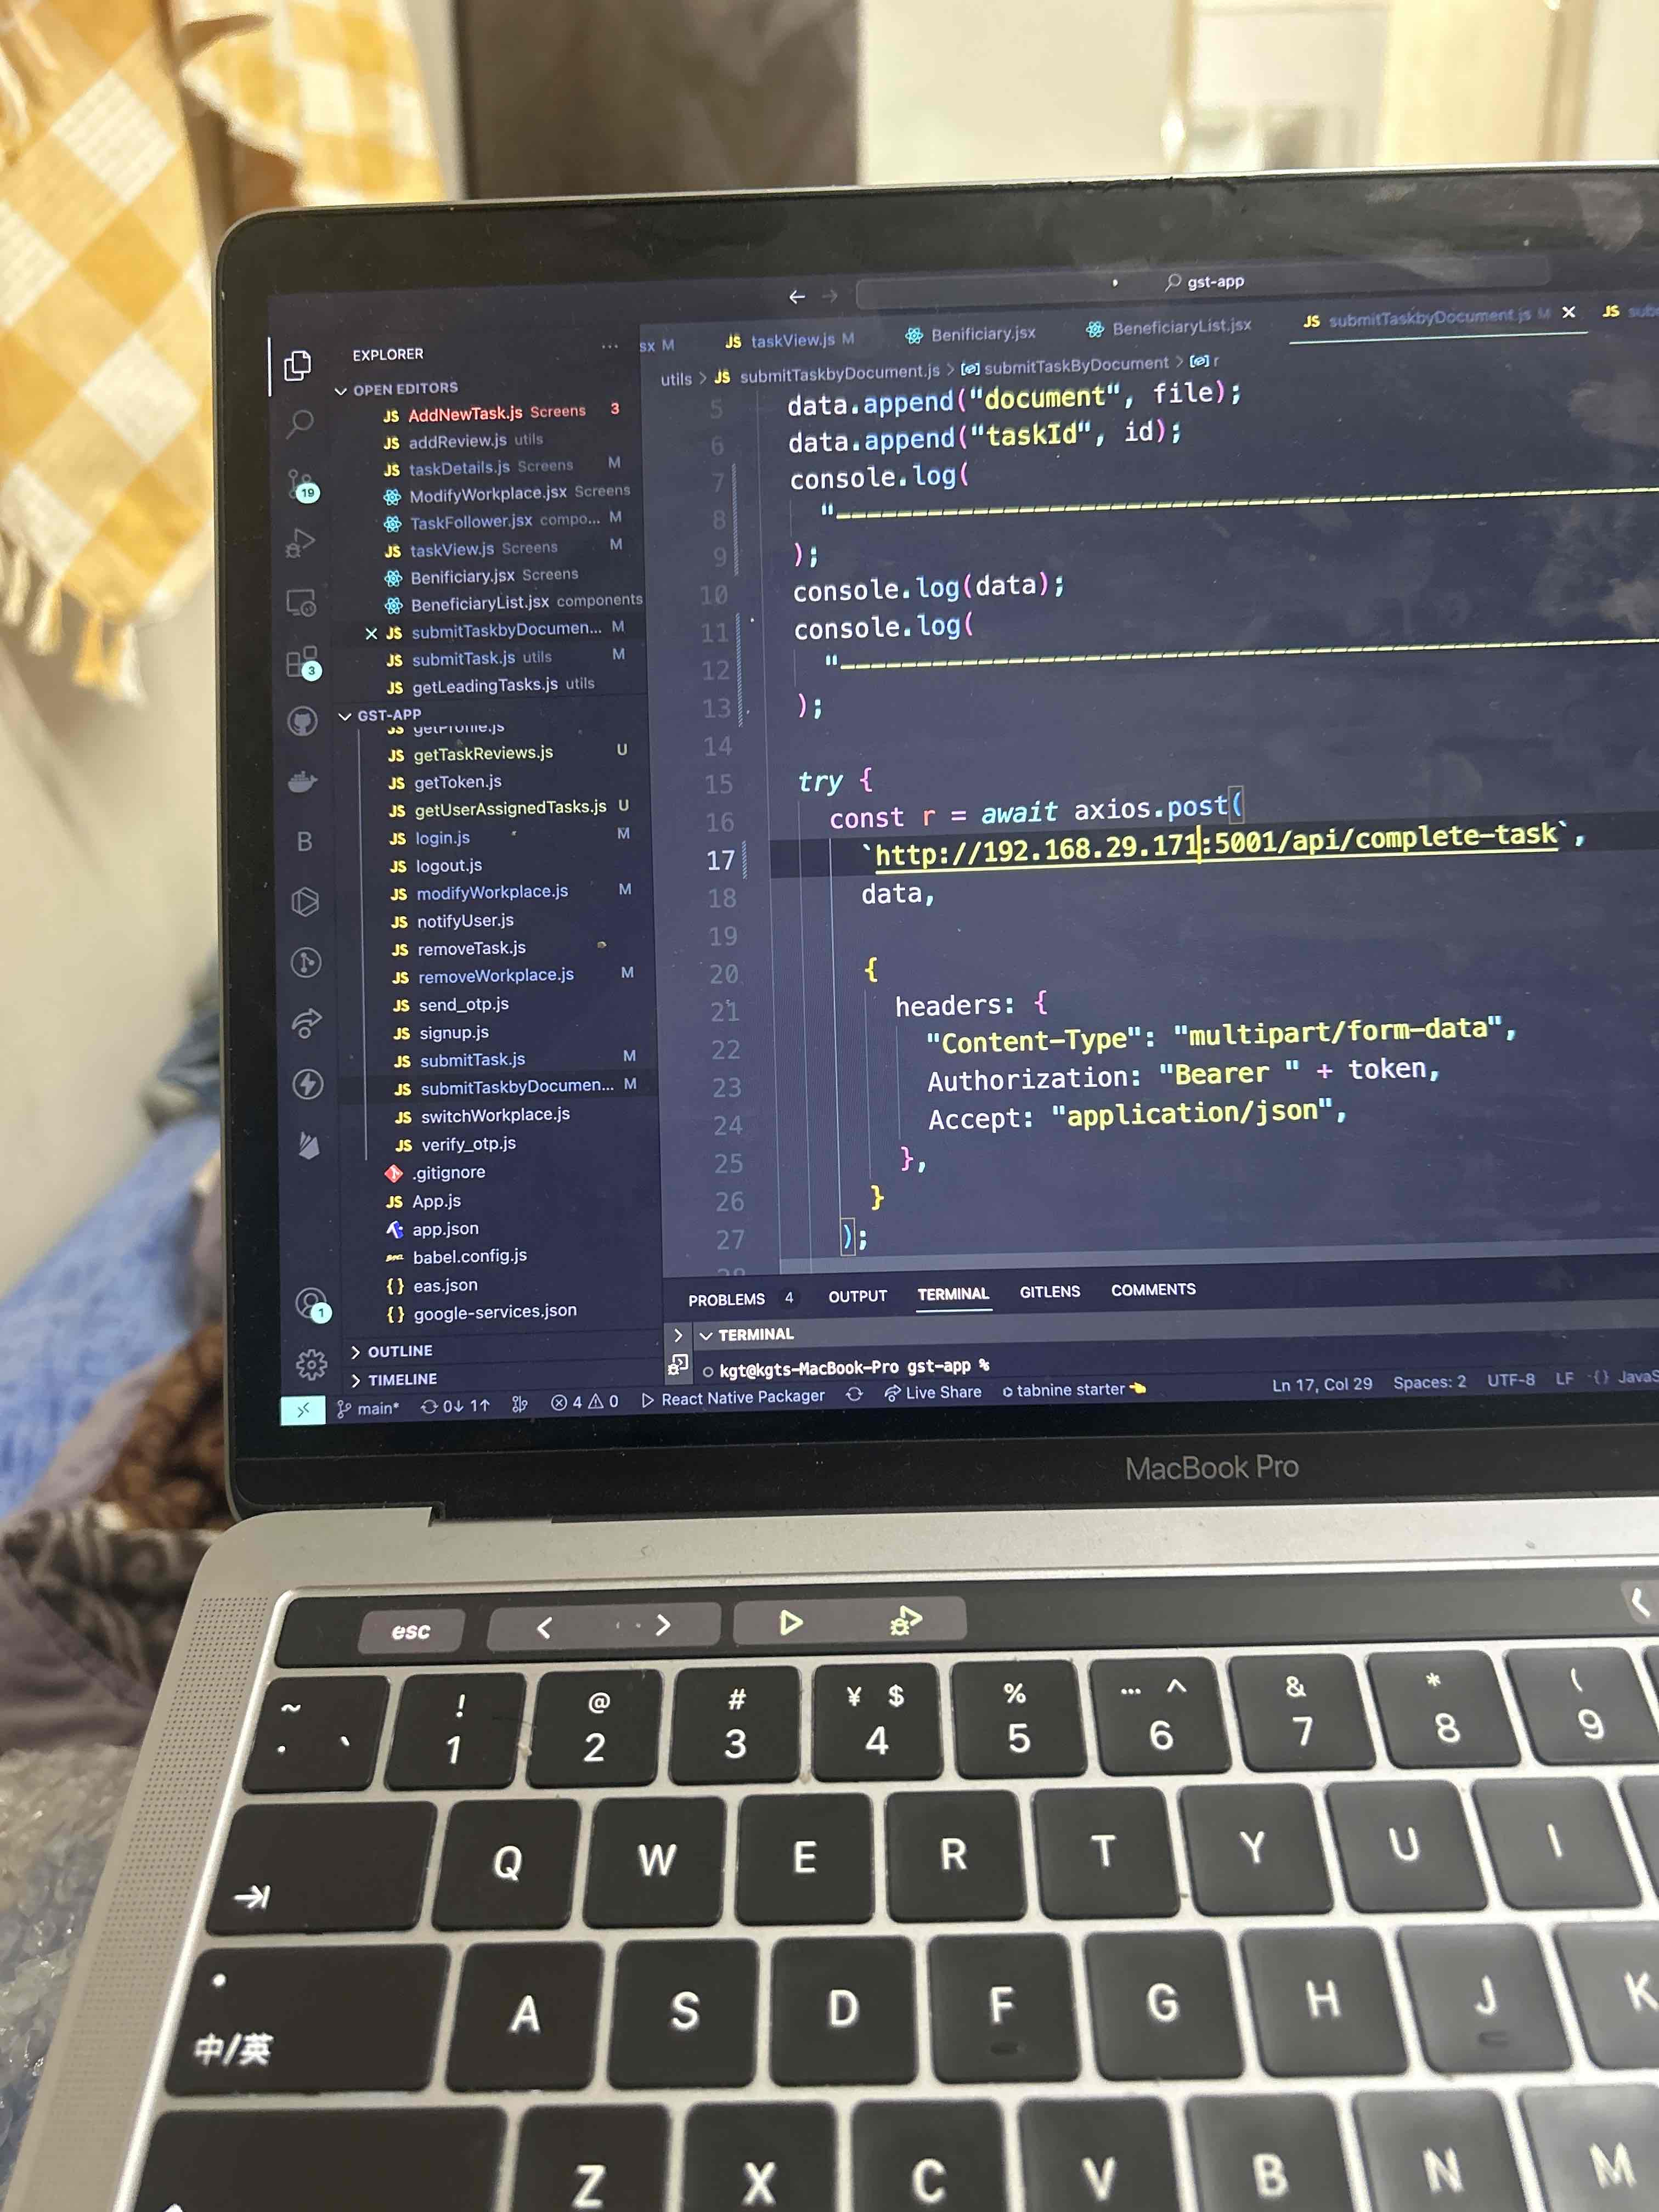 gst-app
EXPLORER
OPEN EDITORS
JS AddNewTask.js Screens 3
JS addReview.js utils
JS taskDetails.js Screens M
ModifyWorkplace.jsx Screens
TaskFollower.jsx compo... M
JS taskView.js Screens M
Benificiary.jsx Screens
BeneficiaryList.jsx components
JS submitTaskbyDocumen... M
JS submitTask.js utils M
JS getLeadingTasks.js utils
GST-APP
JS getProfile.js
JS getTaskReviews.js U
JS getToken.js
JS getUserAssignedTasks.js U
JS login.js M
JS logout.js
JS modifyWorkplace.js M
JS notifyUser.js
JS removeTask.js
JS removeWorkplace.js M
JS send_otp.js
JS signup.js
JS submitTask.js M
JS submitTaskbyDocumen... M
JS switchWorkplace.js
JS verify_otp.js
.gitignore
JS App.js
app.json
babel.config.js
{} eas.json
{} google-services.json
OUTLINE
TIMELINE
19
3
B
1
sx M JS taskView.js M Benificiary.jsx BeneficiaryList.jsx JS submitTaskbyDocument.js M JS
utils > JS submitTaskbyDocument.js > submitTaskByDocument > r
5 data.append("document", file);
6 data.append("taskId", id);
7 console.log(
8 "
9 );
10 console.log(data);
11 console.log(
12 "
13 );
14
15 try {
16 const r = await axios.post(
17 `http://192.168.29.171:5001/api/complete-task`,
18 data,
19
20 {
21 headers: {
22 "Content-Type": "multipart/form-data",
23 Authorization: "Bearer " + token,
24 Accept: "application/json",
25 },
26 }
27 );
28
PROBLEMS 4 OUTPUT TERMINAL GITLENS COMMENTS
TERMINAL
kgt@kgts-MacBook-Pro gst-app %
main* 0↓ 1↑ 4 0 React Native Packager Live Share tabnine starter Ln 17, Col 29 Spaces: 2 UTF-8 LF {}
MacBook Pro
esc
~ ! @ # ¥ $ % … ^ & * (
· ` 1 2 3 4 5 6 7 8 9
Q W E R T Y U I
中/英 A S D F G H J K
Z X C V B N M